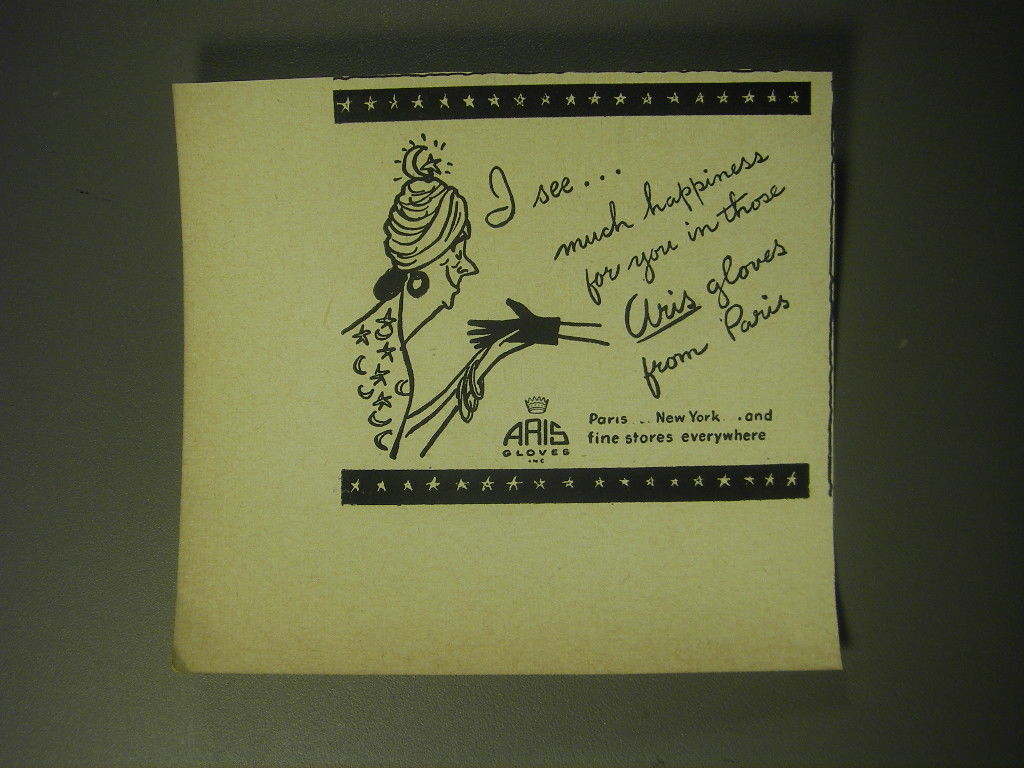 I see...
much happiness
for you in those
Aris gloves
from Paris
ARIS
GLOVES
INC
Paris... New York...and
fine stores everywhere